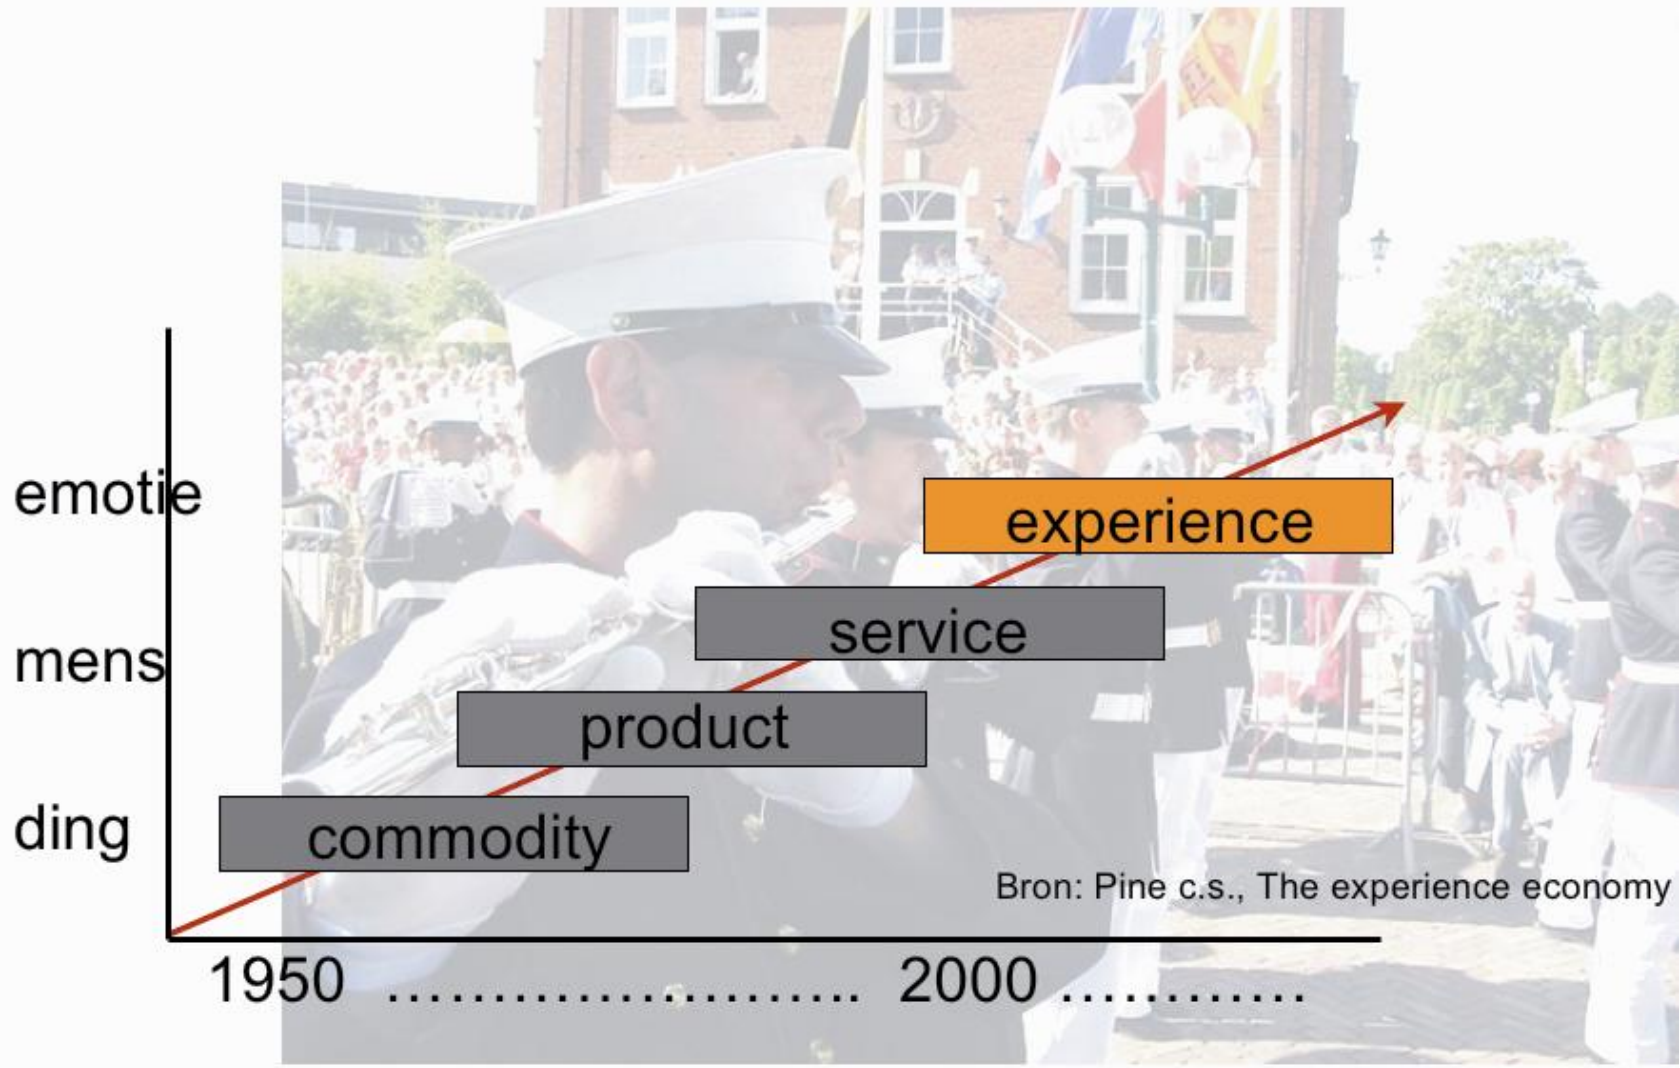 emotie
experience
service
mens
product
ding
commodity
Bron: Pine c.s., The experience economy
1950 ........................ 2000 ............